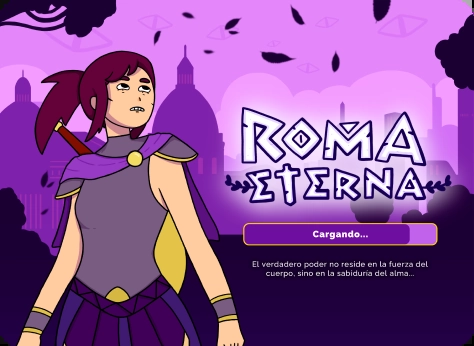 ROMA
ETERNA
Cargando...
El verdadero poder no reside en la fuerza del
cuerpo, sino en la sabiduría del alma...